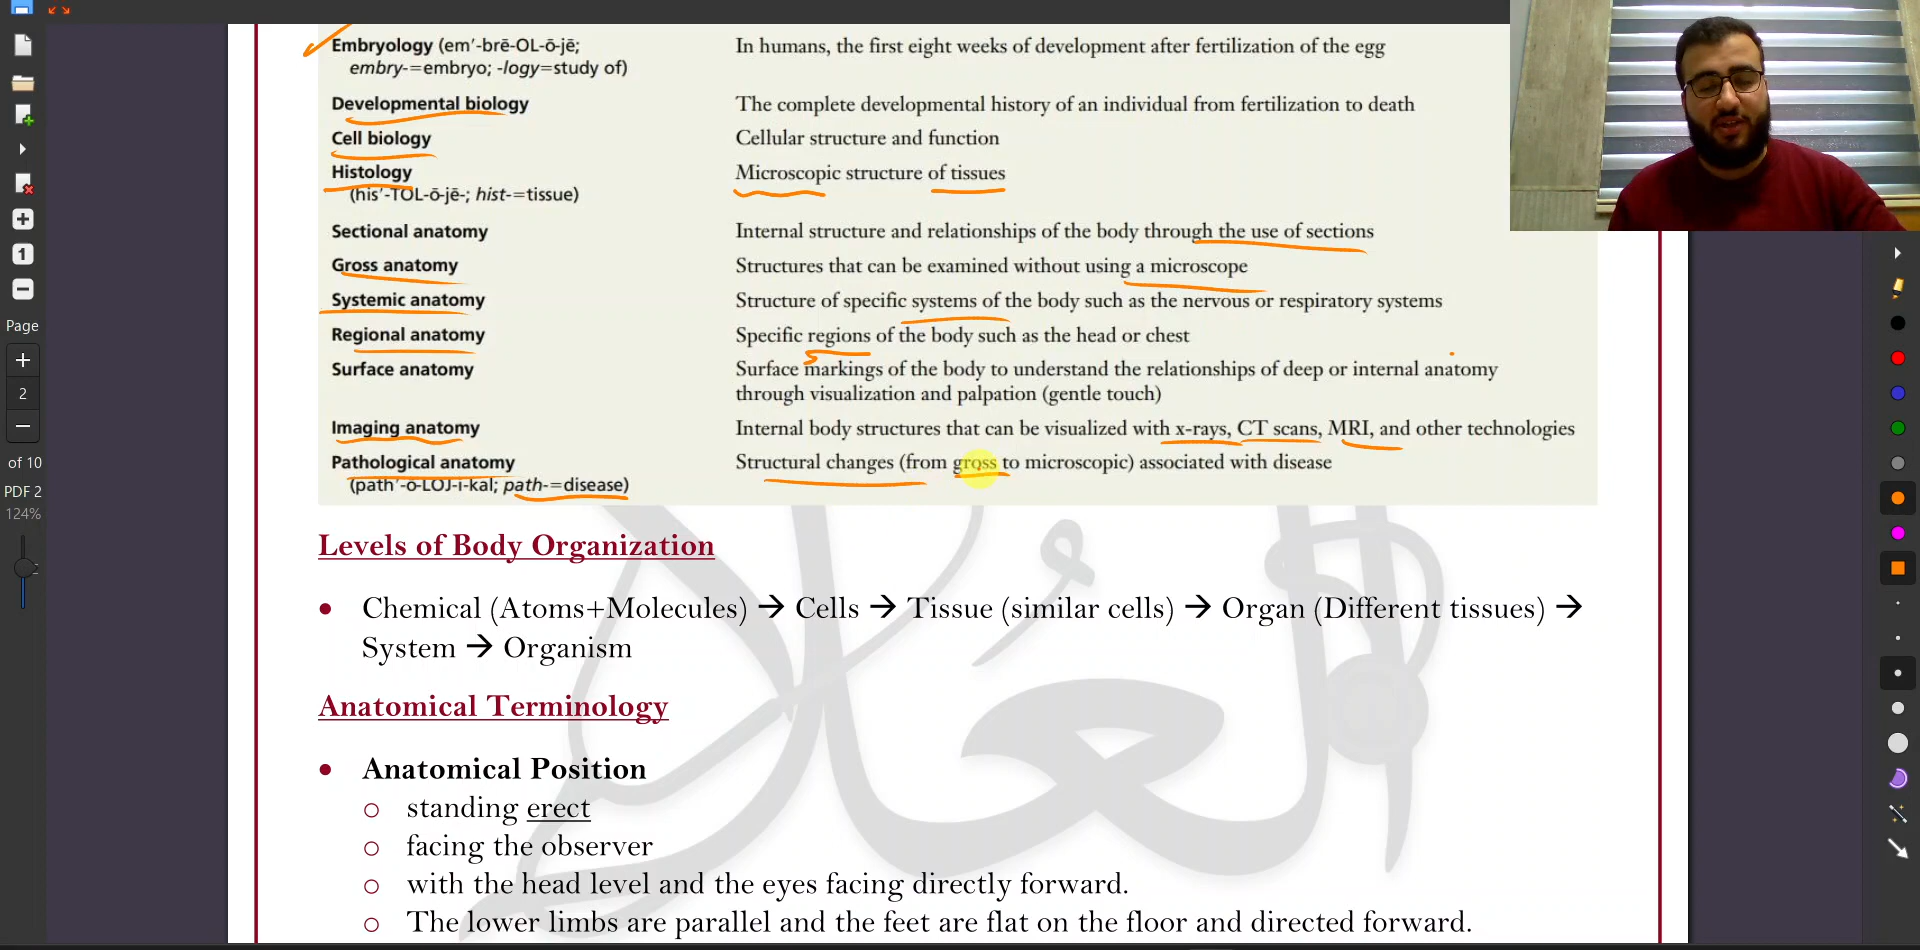 Embryology (em′-brē-OL-ō-jē; In humans, the first eight weeks of development after fertilization of the egg
embry-=embryo; -logy=study of)
Developmental biology The complete developmental history of an individual from fertilization to death
Cell biology Cellular structure and function
Histology Microscopic structure of tissues
(his′-TOL-ō-jē-; hist-=tissue)
Sectional anatomy Internal structure and relationships of the body through the use of sections
Gross anatomy Structures that can be examined without using a microscope
Systemic anatomy Structure of specific systems of the body such as the nervous or respiratory systems
Regional anatomy Specific regions of the body such as the head or chest
Surface anatomy Surface markings of the body to understand the relationships of deep or internal anatomy
through visualization and palpation (gentle touch)
Imaging anatomy Internal body structures that can be visualized with x-rays, CT scans, MRI, and other technologies
Pathological anatomy Structural changes (from gross to microscopic) associated with disease
(path′-ō-LOJ-i-kal; path-=disease)
Levels of Body Organization
• Chemical (Atoms+Molecules) → Cells → Tissue (similar cells) → Organ (Different tissues) →
System → Organism
Anatomical Terminology
• Anatomical Position
o standing erect
o facing the observer
o with the head level and the eyes facing directly forward.
o The lower limbs are parallel and the feet are flat on the floor and directed forward.
1
Page
2
of 10
PDF 2
124%